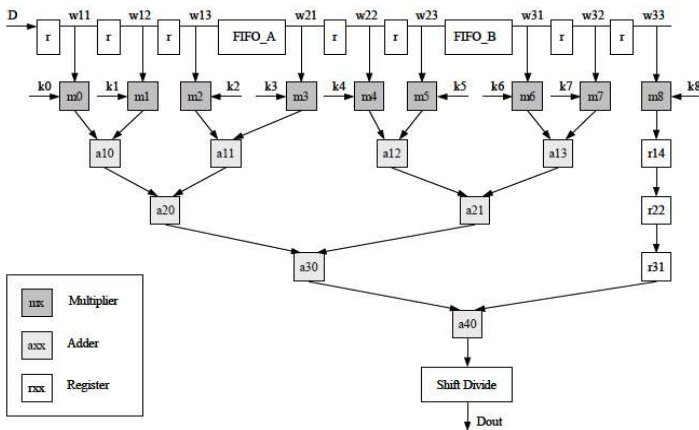 D w11 w12 w13 w21 w22 w23 w31 w32 w33
r r r FIFO_A r r FIFO_B r r
k0 m0 k1 m1 m2 k2 k3 m3 k4 m4 m5 k5 k6 m6 k7 m7 m8 k8
a10 a11 a12 a13 r14
a20 a21 r22
a30 r31
mx Multiplier
a40
axx Adder
rxx Register
Shift Divide
Dout